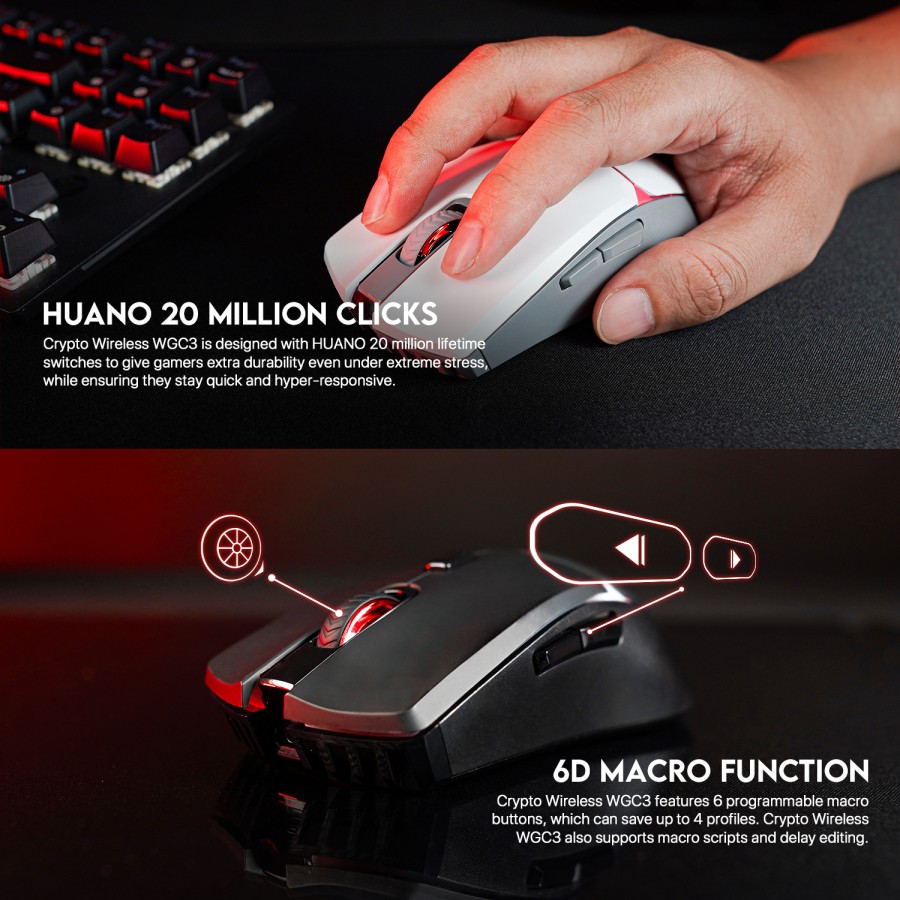 HUANO 20 MILLION CLICKS
Crypto Wireless WGC3 is designed with HUANO 20 million lifetime
switches to give gamers extra durability even under extreme stress,
while ensuring they stay quick and hyper-responsive.
6D MACRO FUNCTION
Crypto Wireless WGC3 features 6 programmable macro
buttons, which can save up to 4 profiles. Crypto Wireless
WGC3 also supports macro scripts and delay editing.